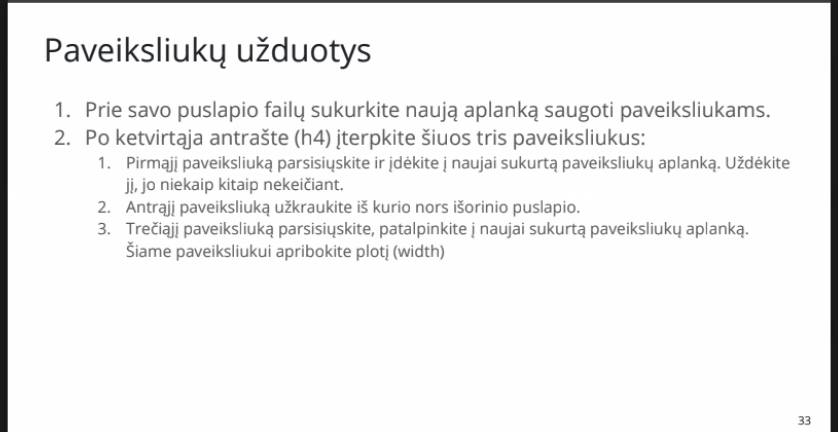 Paveiksliukų užduotys
1. Prie savo puslapio failų sukurkite naują aplanką saugoti paveiksliukams.
2. Po ketvirtąja antrašte (h4) įterpkite šiuos tris paveiksliukus:
1. Pirmąjį paveiksliuką parsisiųskite ir įdėkite į naujai sukurtą paveiksliukų aplanką. Uždėkite
jį, jo niekaip kitaip nekeičiant.
2. Antrąjį paveiksliuką užkraukite iš kurio nors išorinio puslapio.
3. Trečiąjį paveiksliuką parsisiųskite, patalpinkite į naujai sukurtą paveiksliukų aplanką.
Šiame paveiksliukui apribokite plotį (width)
33